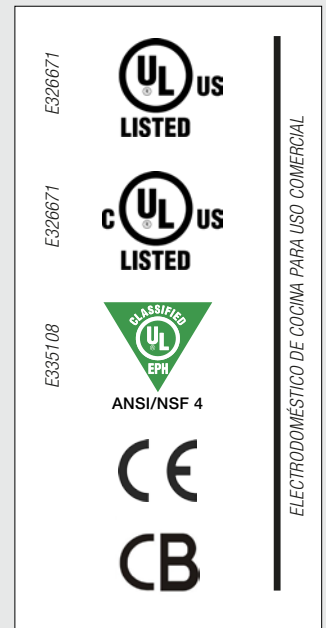 E326671
UL US
LISTED
E326671
C UL US
LISTED
E335108
CLASSIFIED
UL
EPH
ANSI/NSF 4
CE
CB
ELECTRODOMÉSTICO DE COCINA PARA USO COMERCIAL